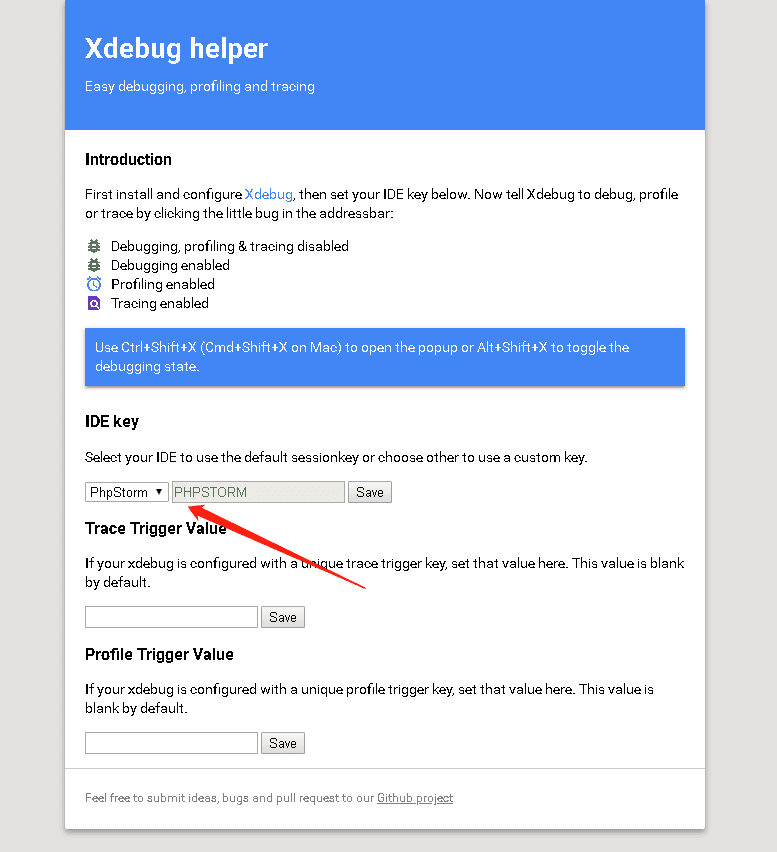 Xdebug helper
Easy debugging, profiling and tracing
Introduction
First install and configure Xdebug, then set your IDE key below. Now tell Xdebug to debug, profile
or trace by clicking the little bug in the addressbar:
Debugging, profiling & tracing disabled
Debugging enabled
Profiling enabled
Tracing enabled
Use Ctrl+Shift+X (Cmd+Shift+X on Mac) to open the popup or Alt+Shift+X to toggle the
debugging state.
IDE key
Select your IDE to use the default sessionkey or choose other to use a custom key.
PhpStorm PHPSTORM Save
Trace Trigger Value
If your xdebug is configured with a unique trace trigger key, set that value here. This value is blank
by default.
Save
Profile Trigger Value
If your xdebug is configured with a unique profile trigger key, set that value here. This value is
blank by default.
Save
Feel free to submit ideas, bugs and pull request to our Github project